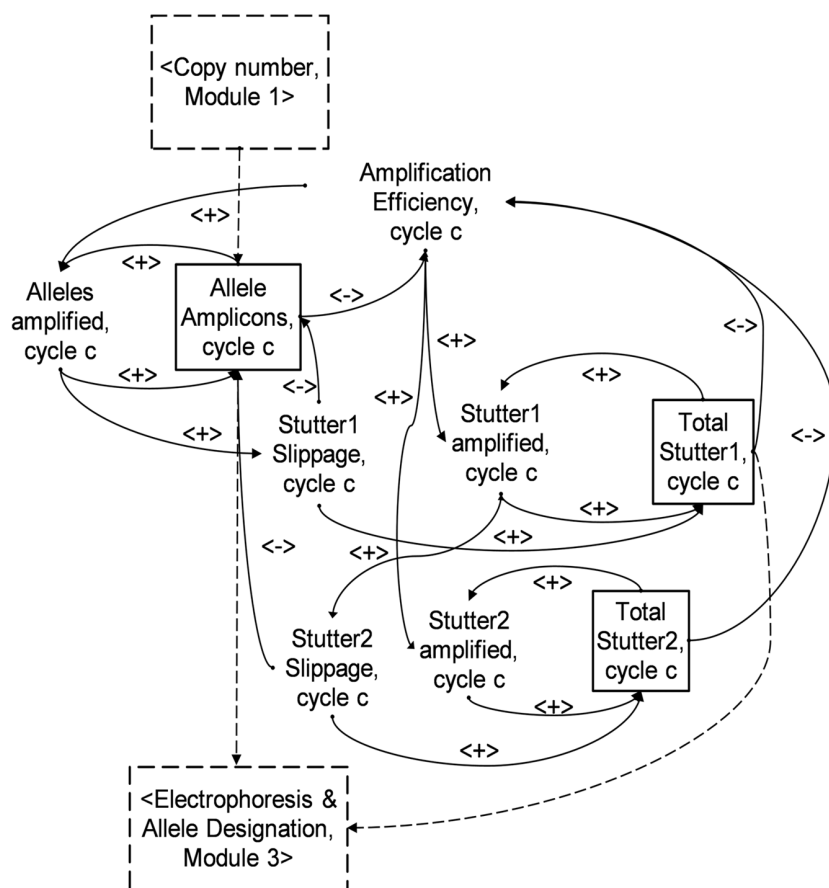 <Copy number,
Module 1>
Amplification
Efficiency,
cycle c
<+>
<+>
Alleles
amplified,
cycle c
Allele
Amplicons,
cycle c
<->
<+>
<->
<+>
<+>
<+>
<->
<+>
Stutter1
Slippage,
cycle c
Stutter1
amplified,
cycle c
Total
Stutter1,
cycle c
<->
<+>
<+>
<->
<+>
<+>
Stutter2
Slippage,
cycle c
Stutter2
amplified,
cycle c
Total
Stutter2,
cycle c
<+>
<+>
<Electrophoresis &
Allele Designation,
Module 3>